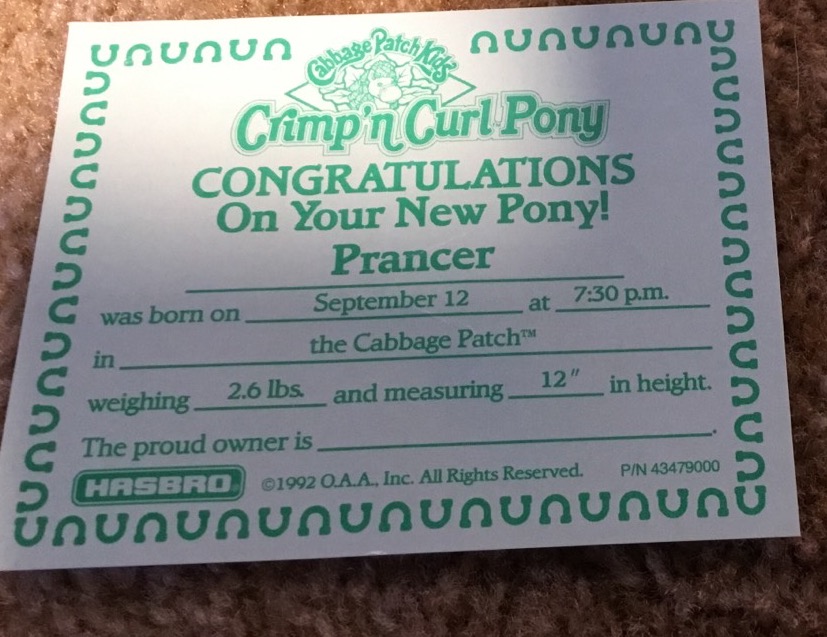 Cabbage Patch Kids
Crimp'n Curl Pony
CONGRATULATIONS
On Your New Pony!
Prancer
was born on September 12 at 7:30 p.m.
in the Cabbage Patch™
weighing 2.6 lbs. and measuring 12" in height.
The proud owner is .
HASBRO ©1992 O.A.A., Inc. All Rights Reserved. P/N 43479000